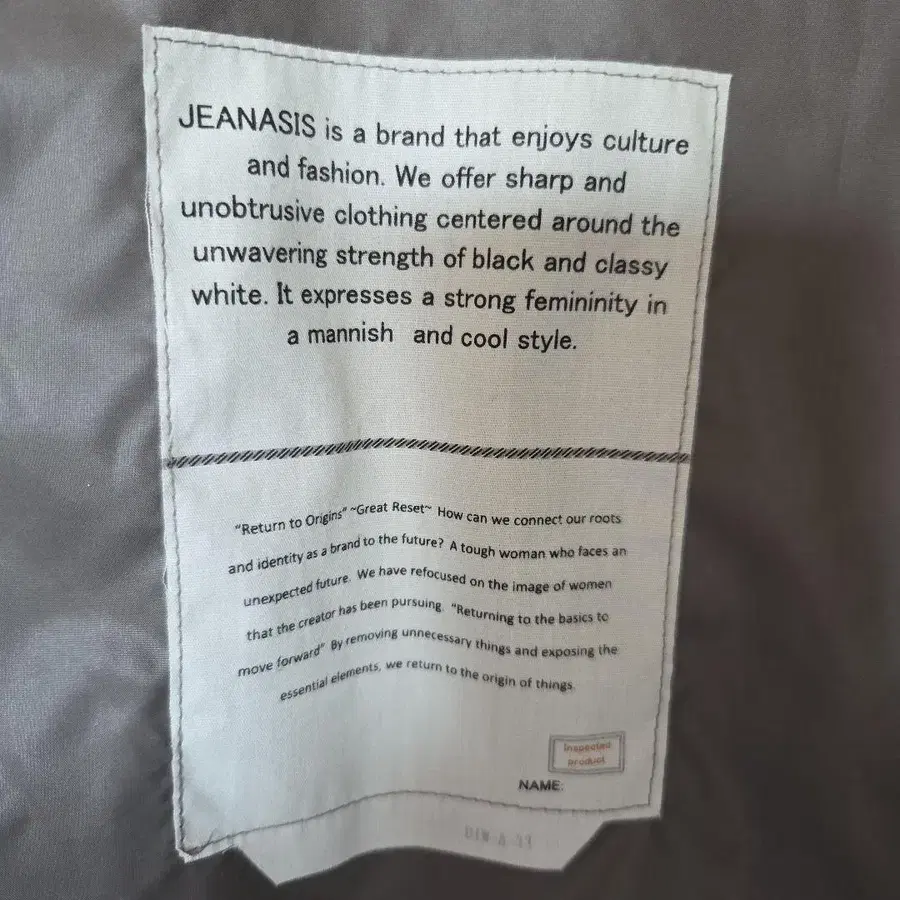 JEANASIS is a brand that enjoys culture
and fashion. We offer sharp and
unobtrusive clothing centered around the
unwavering strength of black and classy
white. It expresses a strong femininity in
a mannish and cool style.
"Return to Origins" ~Great Reset~ How can we connect our roots
and identity as a brand to the future? A tough woman who faces an
unexpected future. We have refocused on the image of women
that the creator has been pursuing. "Returning to the basics to
move forward" By removing unnecessary things and exposing the
essential elements, we return to the origin of things.
Inspected
product
NAME: